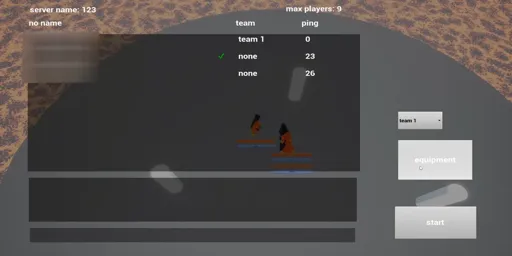 server name: 123
max players: 9
no name team ping
team 1 0
none 23
none 26
team 1
equipment
start